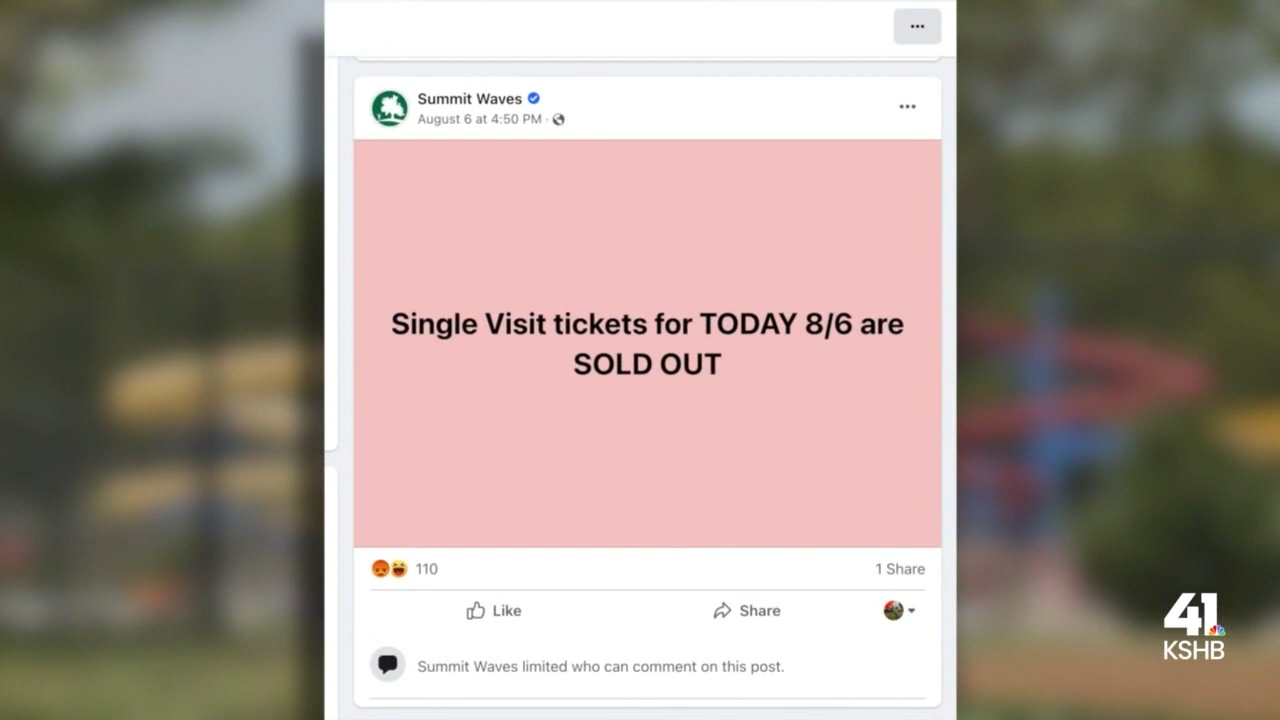 Summit Waves
August 6 at 4:50 PM ·
Single Visit tickets for TODAY 8/6 are
SOLD OUT
110
1 Share
Like
Share
Summit Waves limited who can comment on this post.
41
KSHB